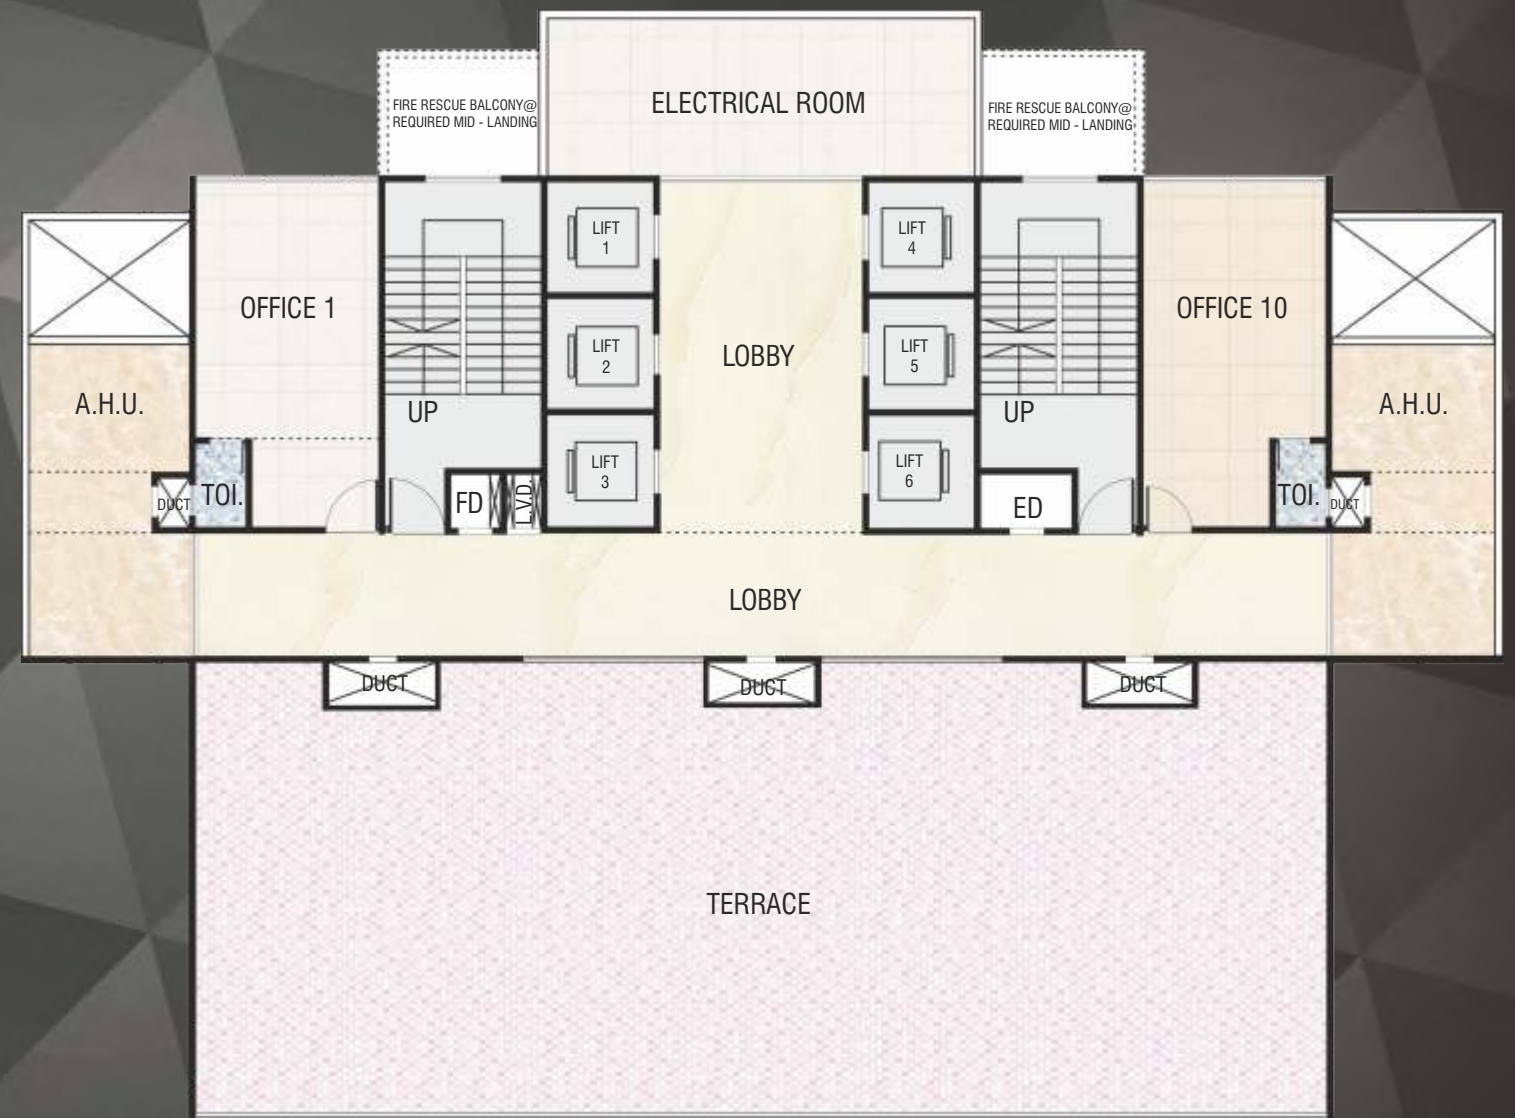 ELECTRICAL ROOM
FIRE RESCUE BALCONY@
REQUIRED MID - LANDING
FIRE RESCUE BALCONY@
REQUIRED MID - LANDING
LIFT
1
LIFT
4
OFFICE 1
OFFICE 10
LIFT
2
LOBBY
LIFT
5
A.H.U.
UP
UP
A.H.U.
LIFT
3
LIFT
6
DUCT
TOI.
FD
L.V.D.
ED
TOI.
DUCT
LOBBY
DUCT
DUCT
DUCT
TERRACE